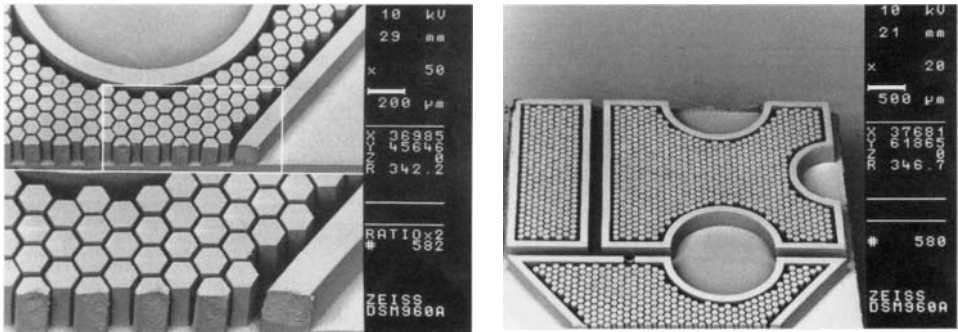 10 kV
29 mm
x 50
200 µm
X 36985
Y 45646
Z 0
R 342.2
RATIO×2
# 582
ZEISS
DSM960A
10 kV
21 mm
x 20
500 µm
X 37681
Y 61865
Z 0
R 346.7
# 580
ZEISS
DSM960A